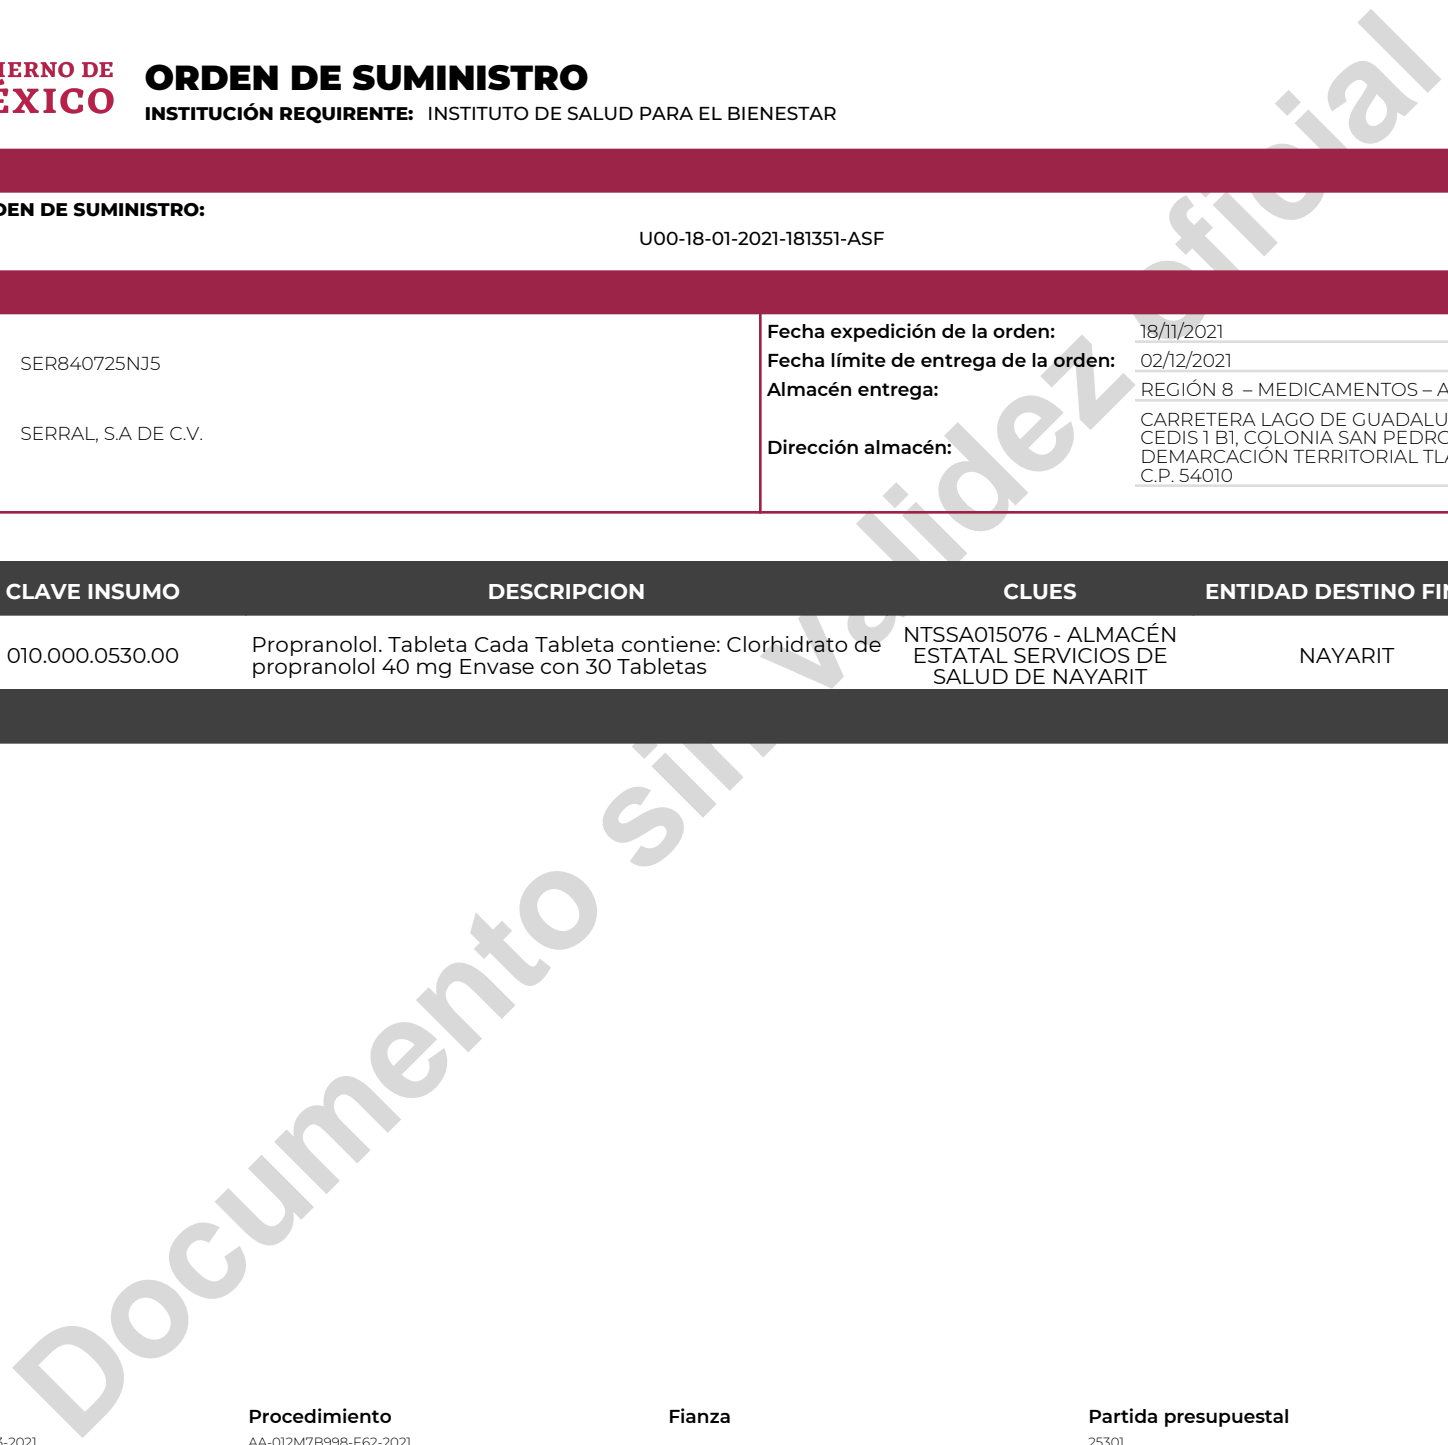 IERNO DE
ÉXICO
ORDEN DE SUMINISTRO
INSTITUCIÓN REQUIRENTE: INSTITUTO DE SALUD PARA EL BIENESTAR
DEN DE SUMINISTRO:
U00-18-01-2021-181351-ASF
SER840725NJ5
SERRAL, S.A DE C.V.
Fecha expedición de la orden: 18/11/2021
Fecha límite de entrega de la orden: 02/12/2021
Almacén entrega: REGIÓN 8 – MEDICAMENTOS – A
Dirección almacén: CARRETERA LAGO DE GUADALU
CEDIS 1 B1, COLONIA SAN PEDRO
DEMARCACIÓN TERRITORIAL TLA
C.P. 54010
CLAVE INSUMO DESCRIPCION CLUES ENTIDAD DESTINO FIN
010.000.0530.00
Propranolol. Tableta Cada Tableta contiene: Clorhidrato de
propranolol 40 mg Envase con 30 Tabletas
NTSSA015076 - ALMACÉN
ESTATAL SERVICIOS DE
SALUD DE NAYARIT
NAYARIT
Documento sin validez oficial
Procedimiento Fianza Partida presupuestal
-2021 AA-012M7B998-E62-2021 25301